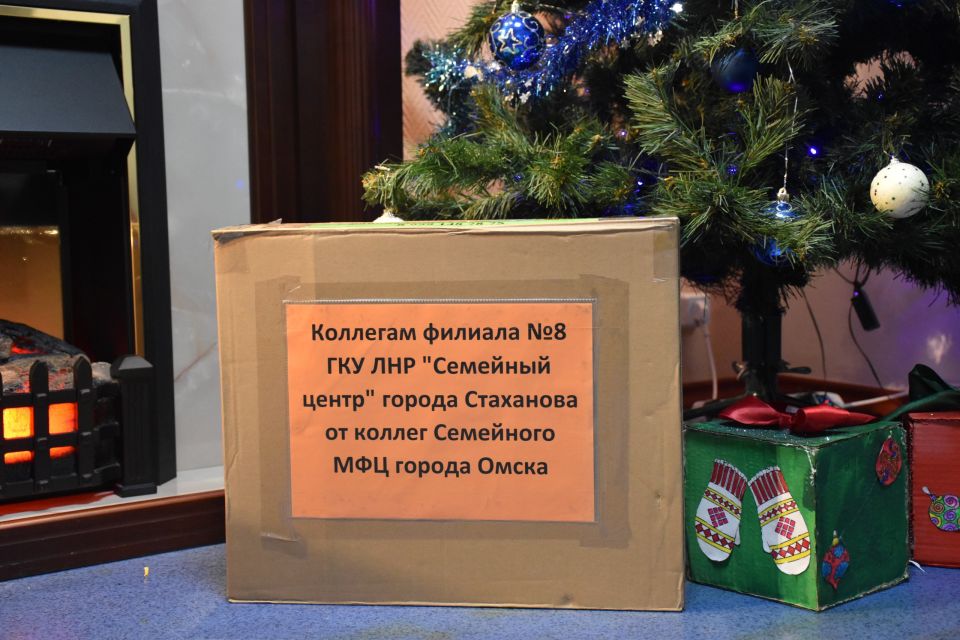 Коллегам филиала №8
ГКУ ЛНР "Семейный
центр" города Стаханова
от коллег Семейного
МФЦ города Омска